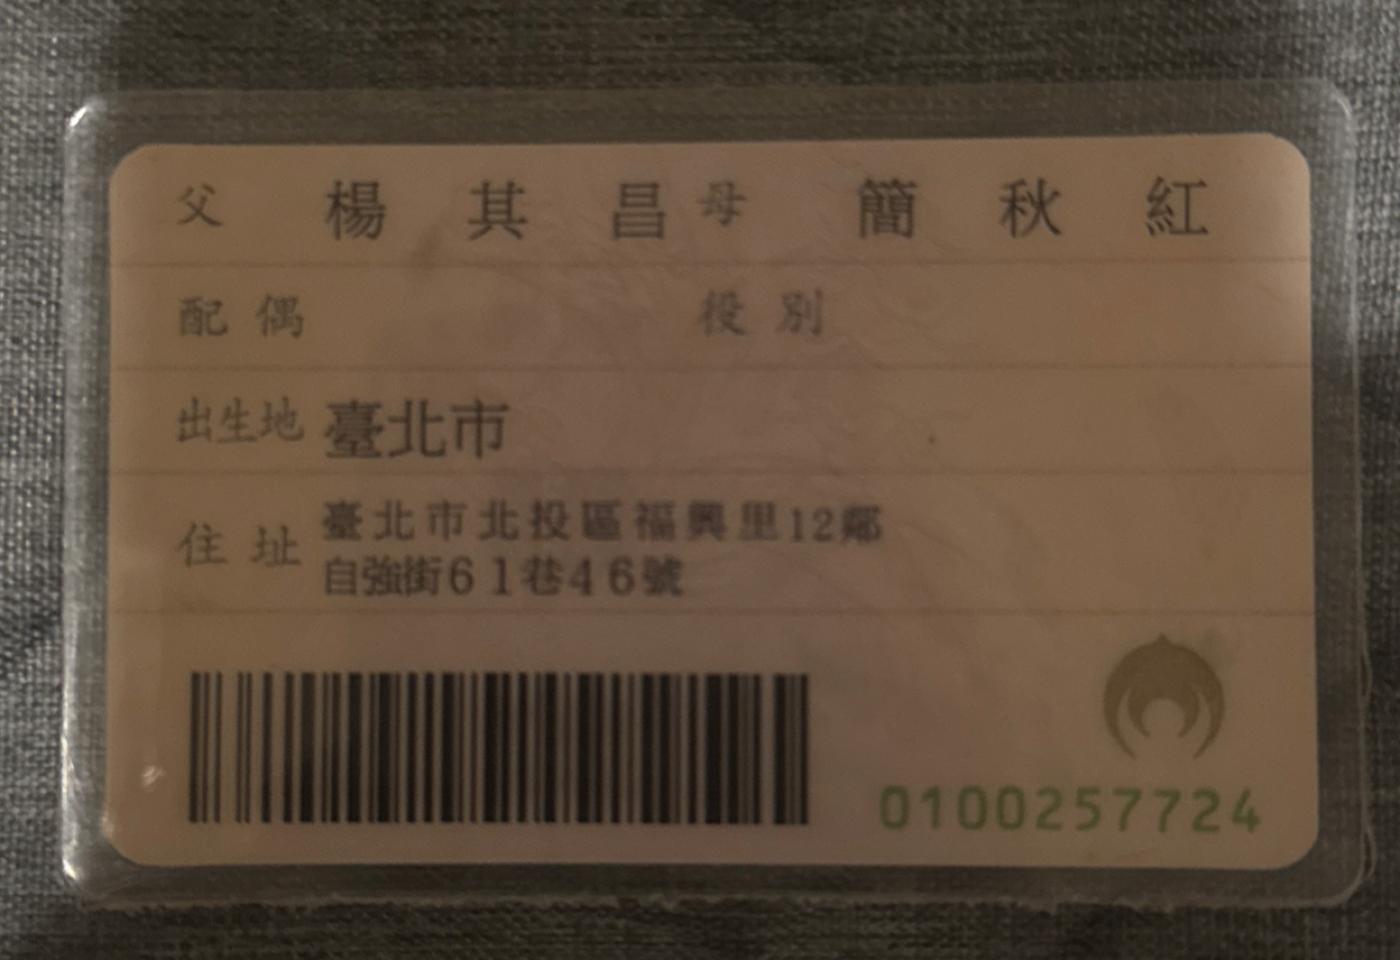 父 楊其昌 母 簡秋紅
配偶 役別
出生地 臺北市
住址 臺北市北投區福興里12鄰
自強街61巷46號
0100257724